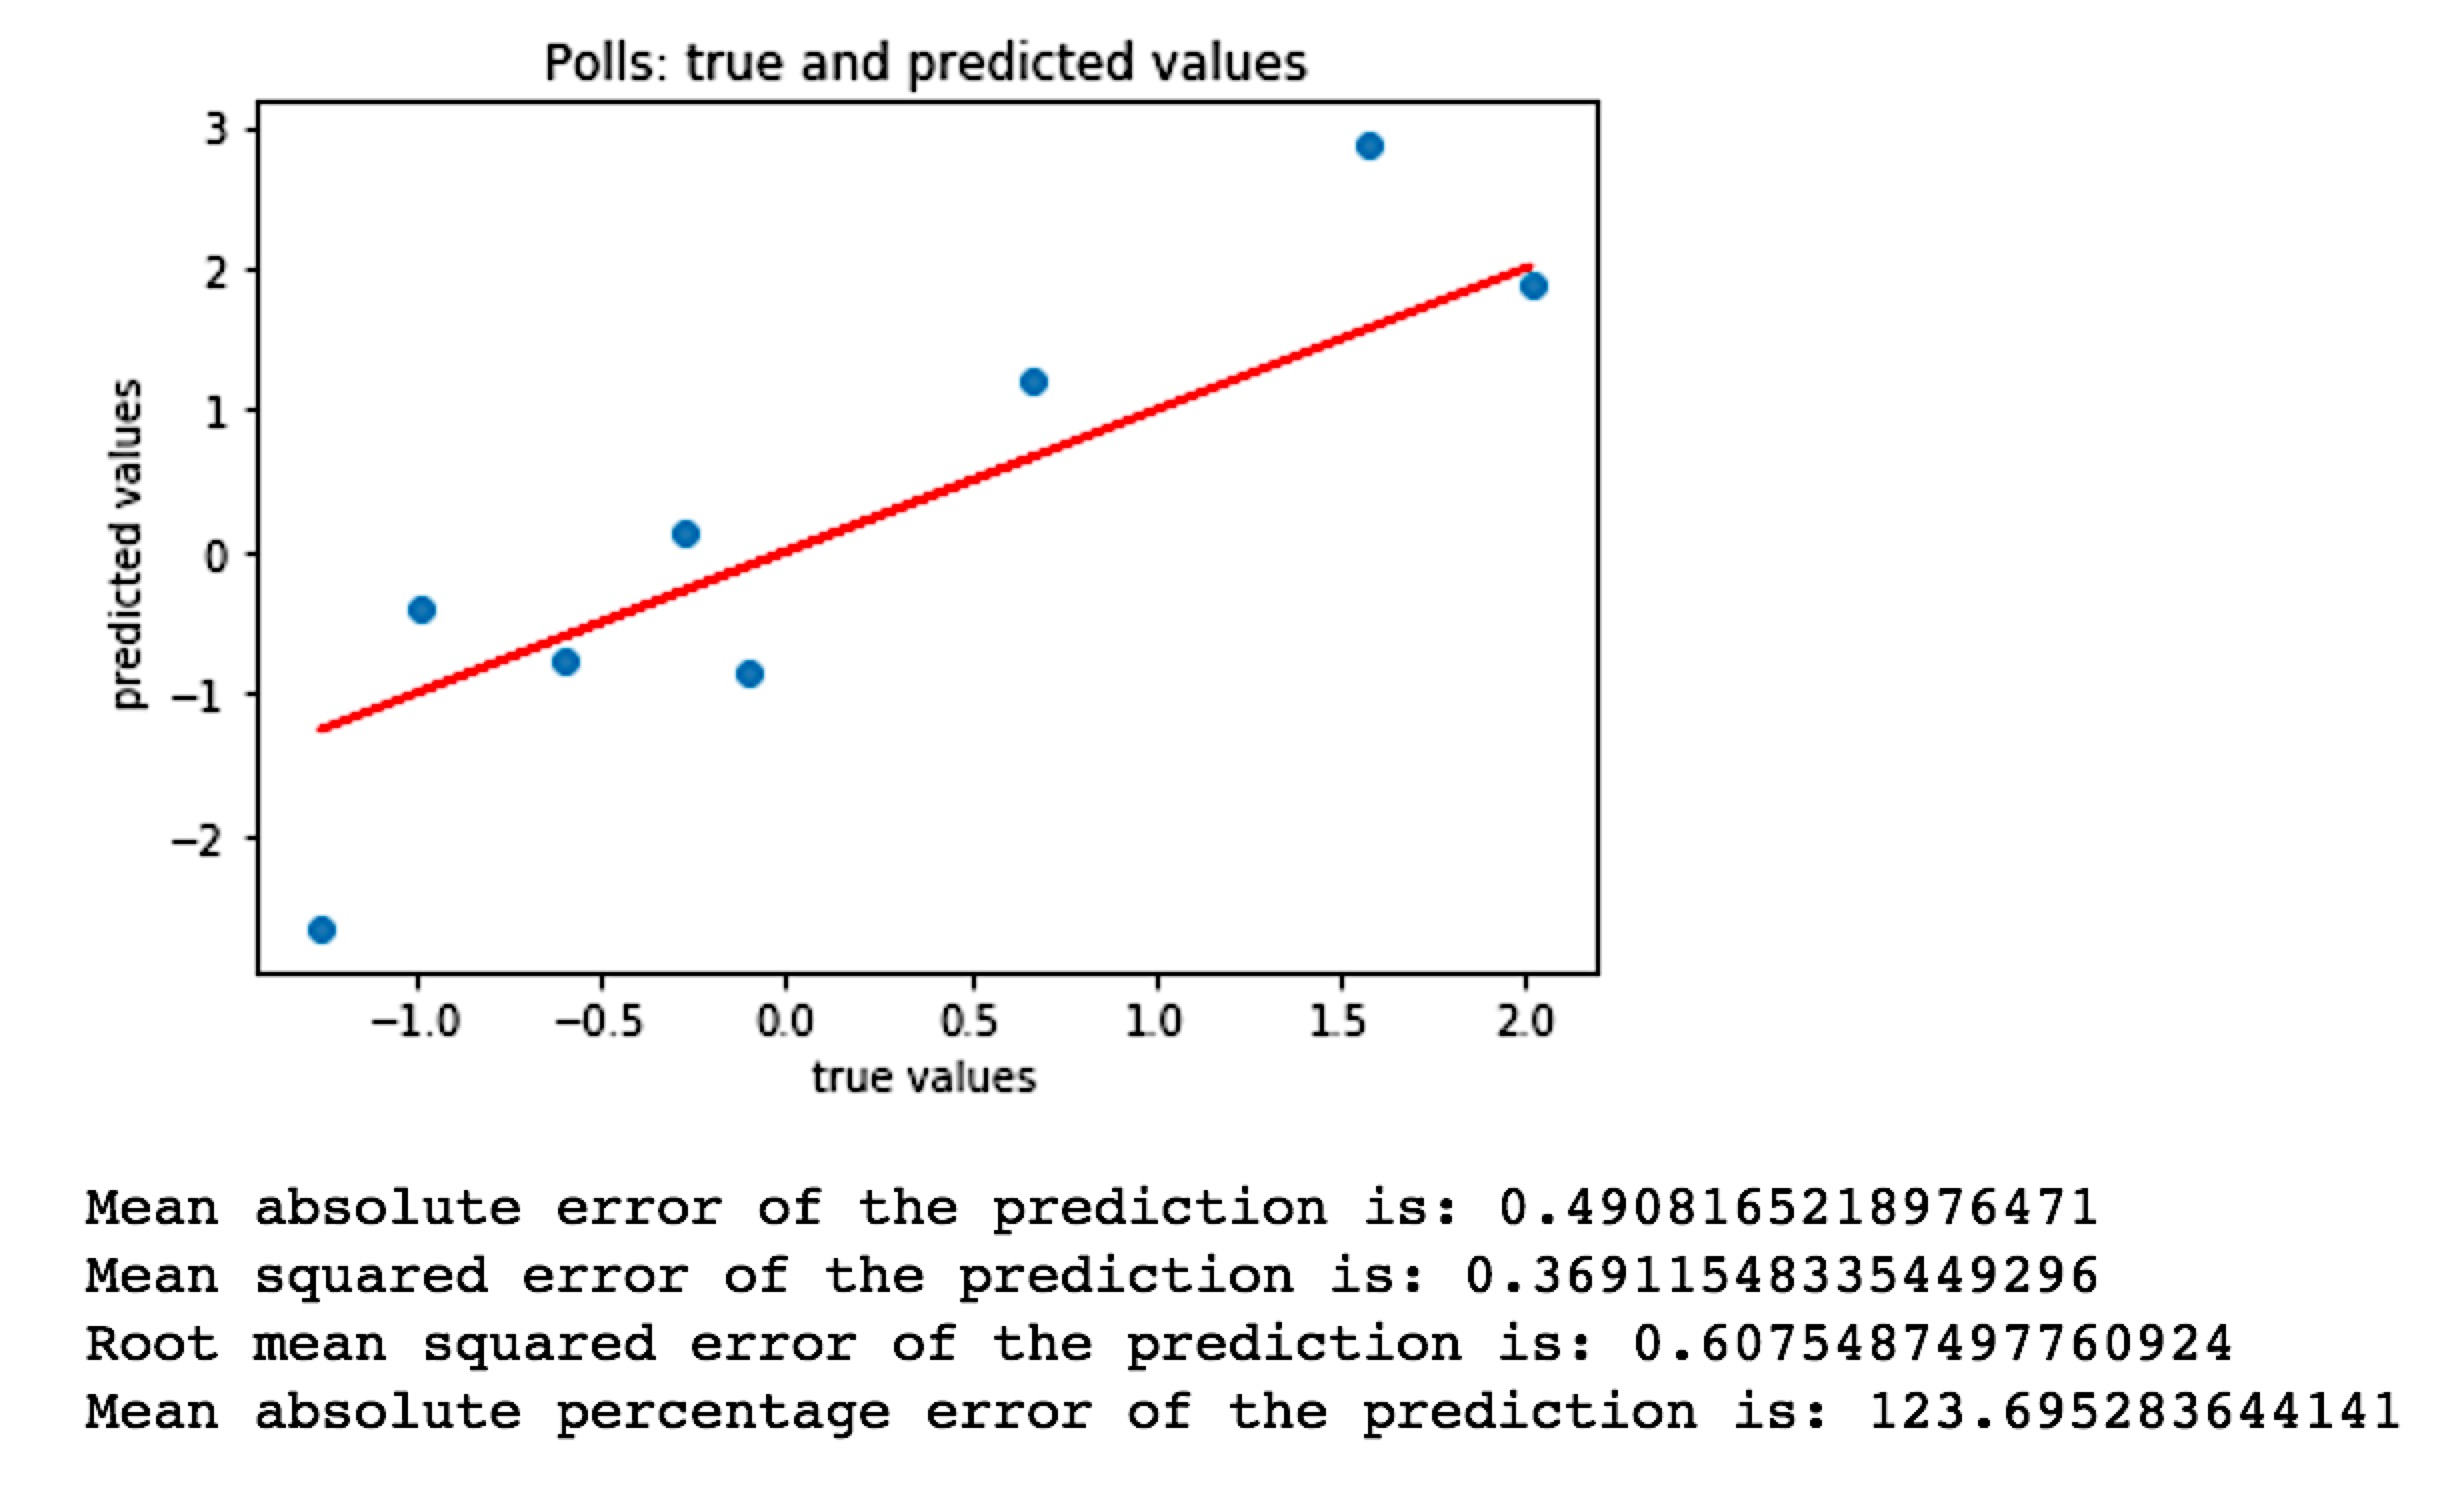 Polls: true and predicted values
3
2
1
0
−1
−2
predicted values
−1.0 −0.5 0.0 0.5 1.0 1.5 2.0
true values
Mean absolute error of the prediction is: 0.4908165218976471
Mean squared error of the prediction is: 0.36911548335449296
Root mean squared error of the prediction is: 0.6075487497760924
Mean absolute percentage error of the prediction is: 123.695283644141